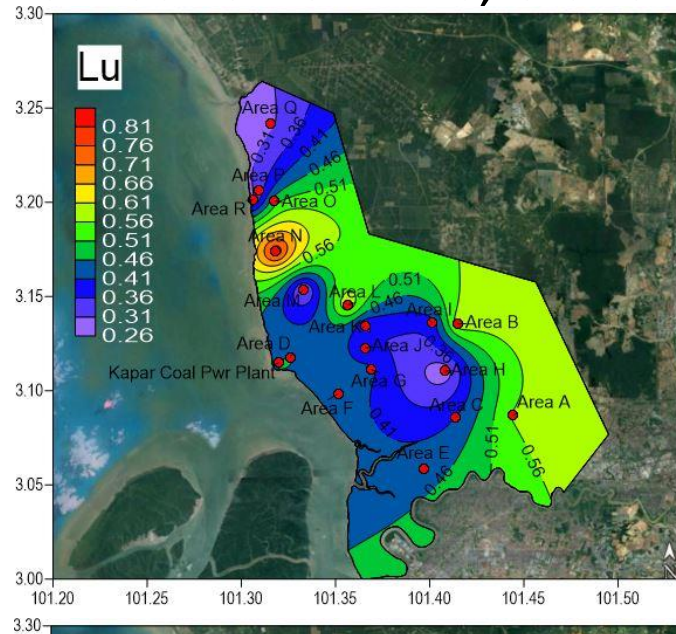 3.30
Lu
0.81
0.76
0.71
0.66
0.61
0.56
0.51
0.46
0.41
0.36
0.31
0.26
3.25
3.20
3.15
3.10
3.05
3.00
Area Q
0.31
0.36
0.41
0.46
Area P
0.51
Area R
Area O
Area N
0.56
0.51
Area M
Area L
0.46
Area I
Area B
Area K
0.36
Area D
Area J
Kapar Coal Pwr Plant
Area G
Area H
Area F
Area C
Area A
0.41
0.51
0.56
Area E
0.46
101.20
101.25
101.30
101.35
101.40
101.45
101.50
3.30